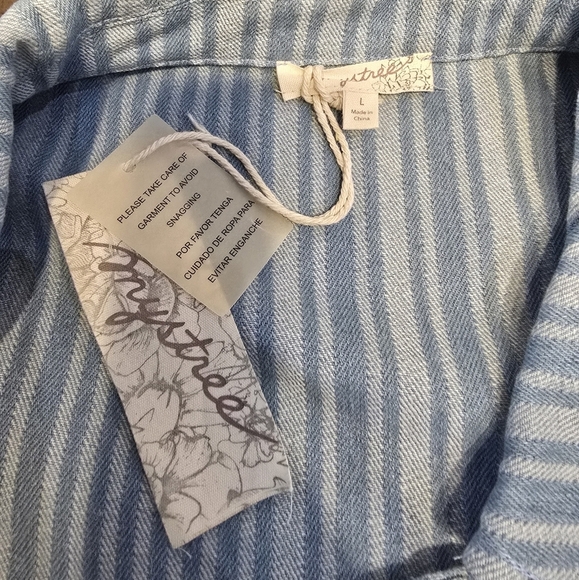 mystree
L
Made in
China
PLEASE TAKE CARE OF
GARMENT TO AVOID
SNAGGING
POR FAVOR TENGA
CUIDADO DE ROPA PARA
EVITAR ENGANCHE
mystree